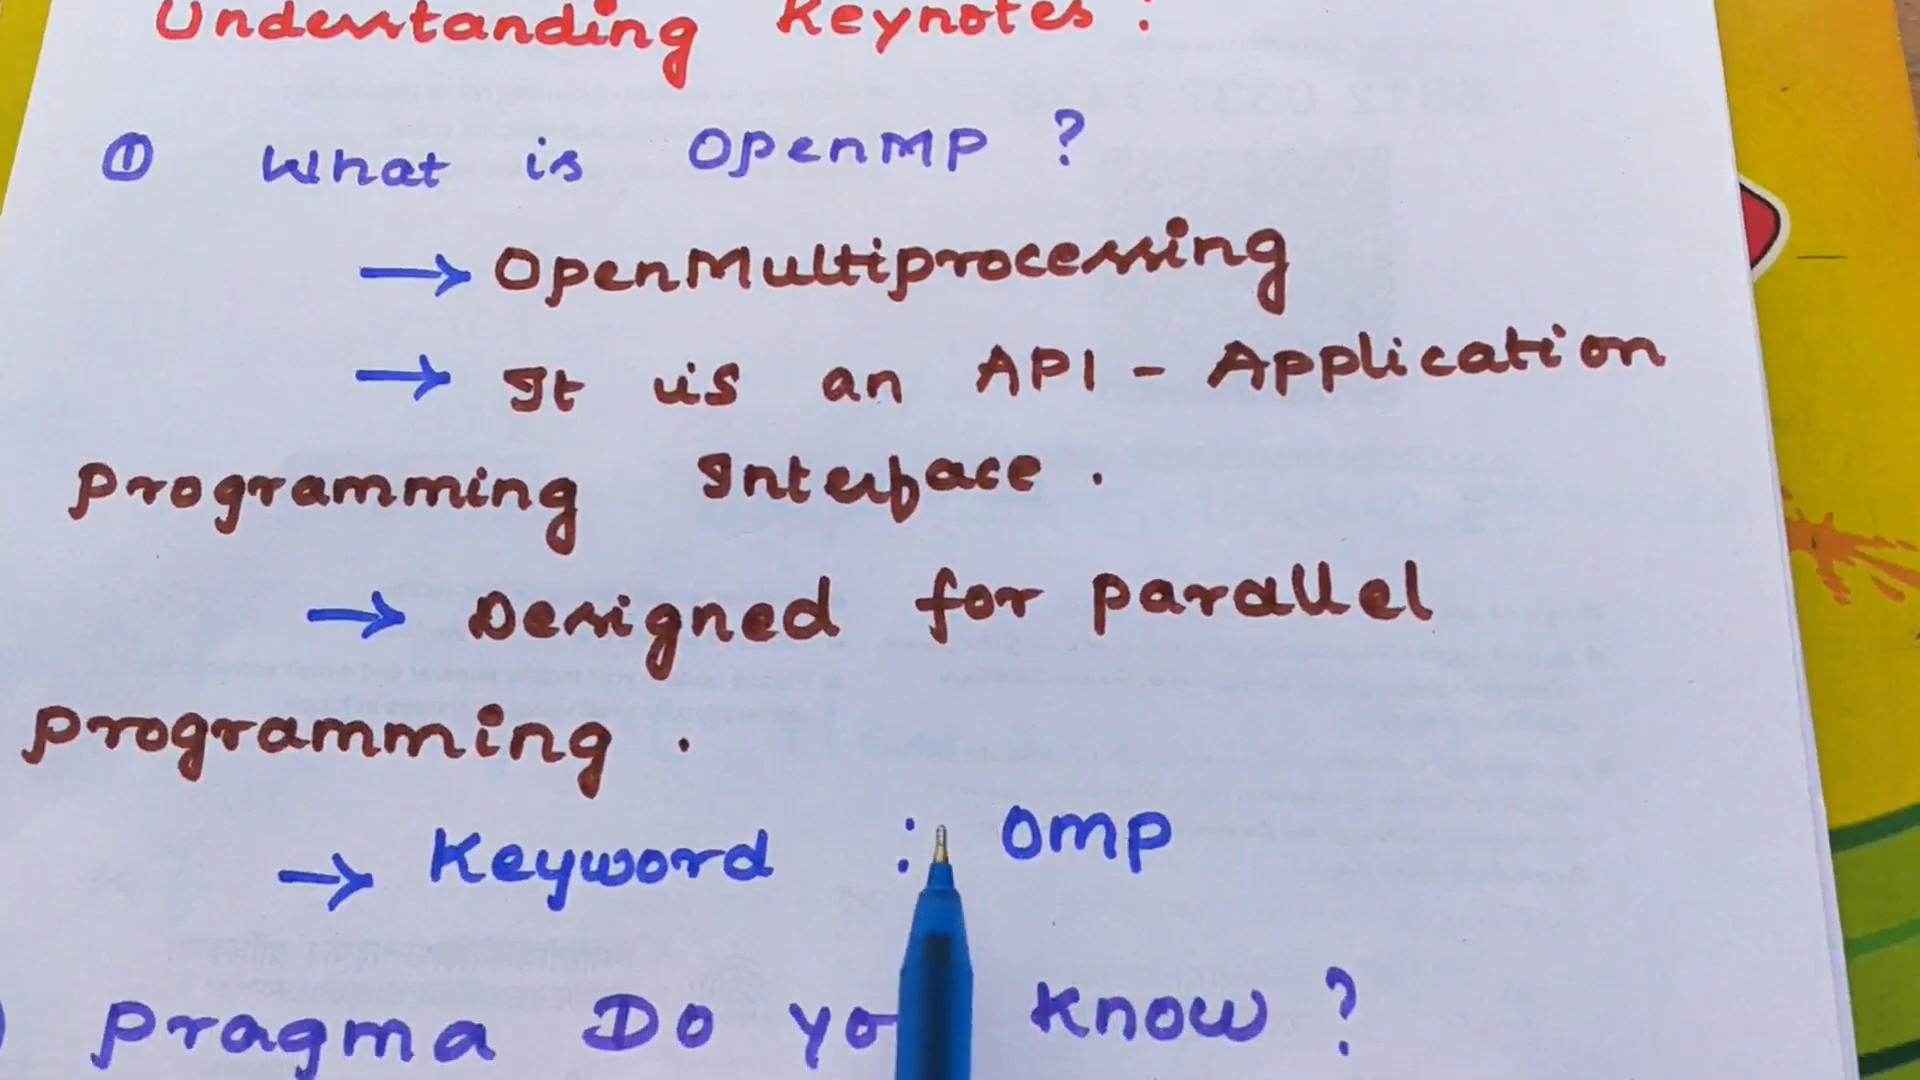 Understanding Keynotes :
① What is OpenMP ?
→ OpenMultiprocessing
→ It is an API - Application
Programming Interface .
→ Designed for parallel
programming .
→ Keyword : omp
Pragma Do yo know ?